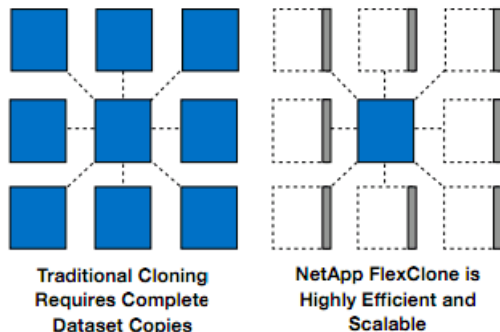 Traditional Cloning
Requires Complete
Dataset Copies
NetApp FlexClone is
Highly Efficient and
Scalable